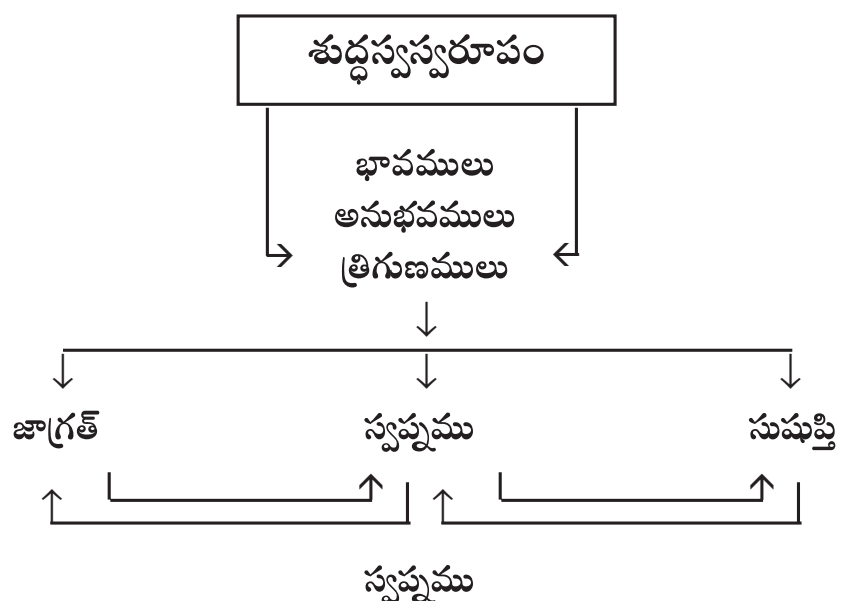 శుద్ధస్వస్వరూపం
భావములు
అనుభవములు
త్రిగుణములు
జాగ్రత్ స్వప్నము సుషుప్తి
స్వప్నము